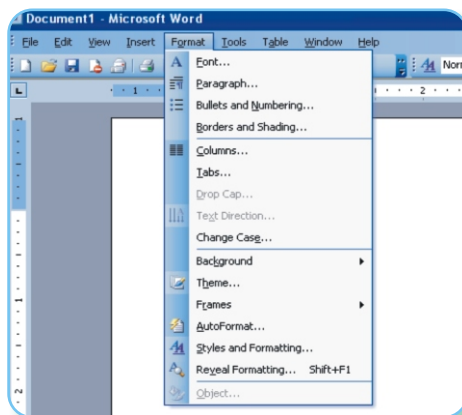 Document1 - Microsoft Word
File Edit View Insert Format Tools Table Window Help
Font...
Paragraph...
Bullets and Numbering...
Borders and Shading...
Columns...
Tabs...
Drop Cap...
Text Direction...
Change Case...
Background
Theme...
Frames
AutoFormat...
Styles and Formatting...
Reveal Formatting... Shift+F1
Object...